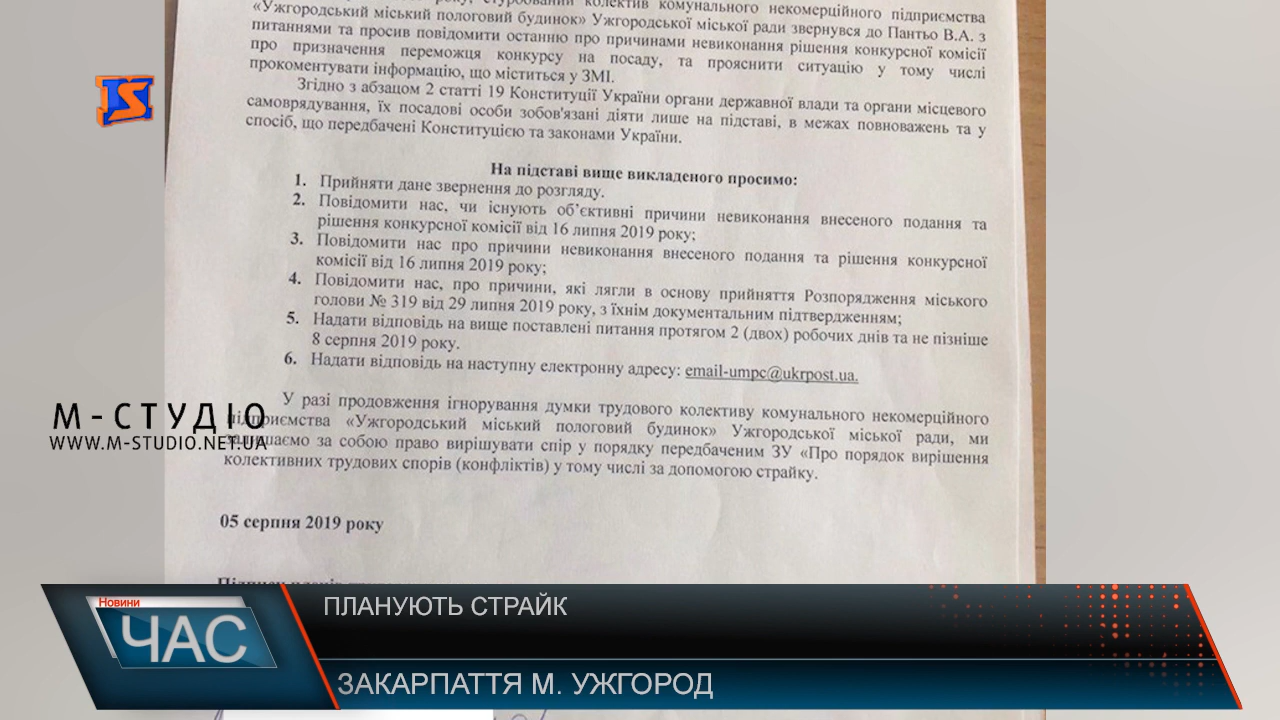 року, стурбований колектив комунального некомерційного підприємства
«Ужгородський міський пологовий будинок» Ужгородської міської ради звернувся до Пантьо В.А. з
питаннями та просив повідомити останню про причинами невиконання рішення конкурсної комісії
про призначення переможця конкурсу на посаду, та прояснити ситуацію у тому числі
прокоментувати інформацію, що міститься у ЗМІ.
Згідно з абзацом 2 статті 19 Конституції України органи державної влади та органи місцевого
самоврядування, їх посадові особи зобов'язані діяти лише на підставі, в межах повноважень та у
спосіб, що передбачені Конституцією та законами України.
На підставі вище викладеного просимо:
1. Прийняти дане звернення до розгляду.
2. Повідомити нас, чи існують об’єктивні причини невиконання внесеного подання та
рішення конкурсної комісії від 16 липня 2019 року;
3. Повідомити нас про причини невиконання внесеного подання та рішення конкурсної
комісії від 16 липня 2019 року;
4. Повідомити нас, про причини, які лягли в основу прийняття Розпорядження міського
голови № 319 від 29 липня 2019 року, з їхнім документальним підтвердженням;
5. Надати відповідь на вище поставлені питання протягом 2 (двох) робочих днів та не пізніше
8 серпня 2019 року.
6. Надати відповідь на наступну електронну адресу: email-umpc@ukrpost.ua.
У разі продовження ігнорування думки трудового колективу комунального некомерційного
підприємства «Ужгородський міський пологовий будинок» Ужгородської міської ради, ми
залишаємо за собою право вирішувати спір у порядку передбаченим ЗУ «Про порядок вирішення
колективних трудових спорів (конфліктів) у тому числі за допомогою страйку.
05 серпня 2019 року
М-СТУДІО
WWW.M-STUDIO.NET.UA
Новини
ЧАС
ПЛАНУЮТЬ СТРАЙК
ЗАКАРПАТТЯ М. УЖГОРОД